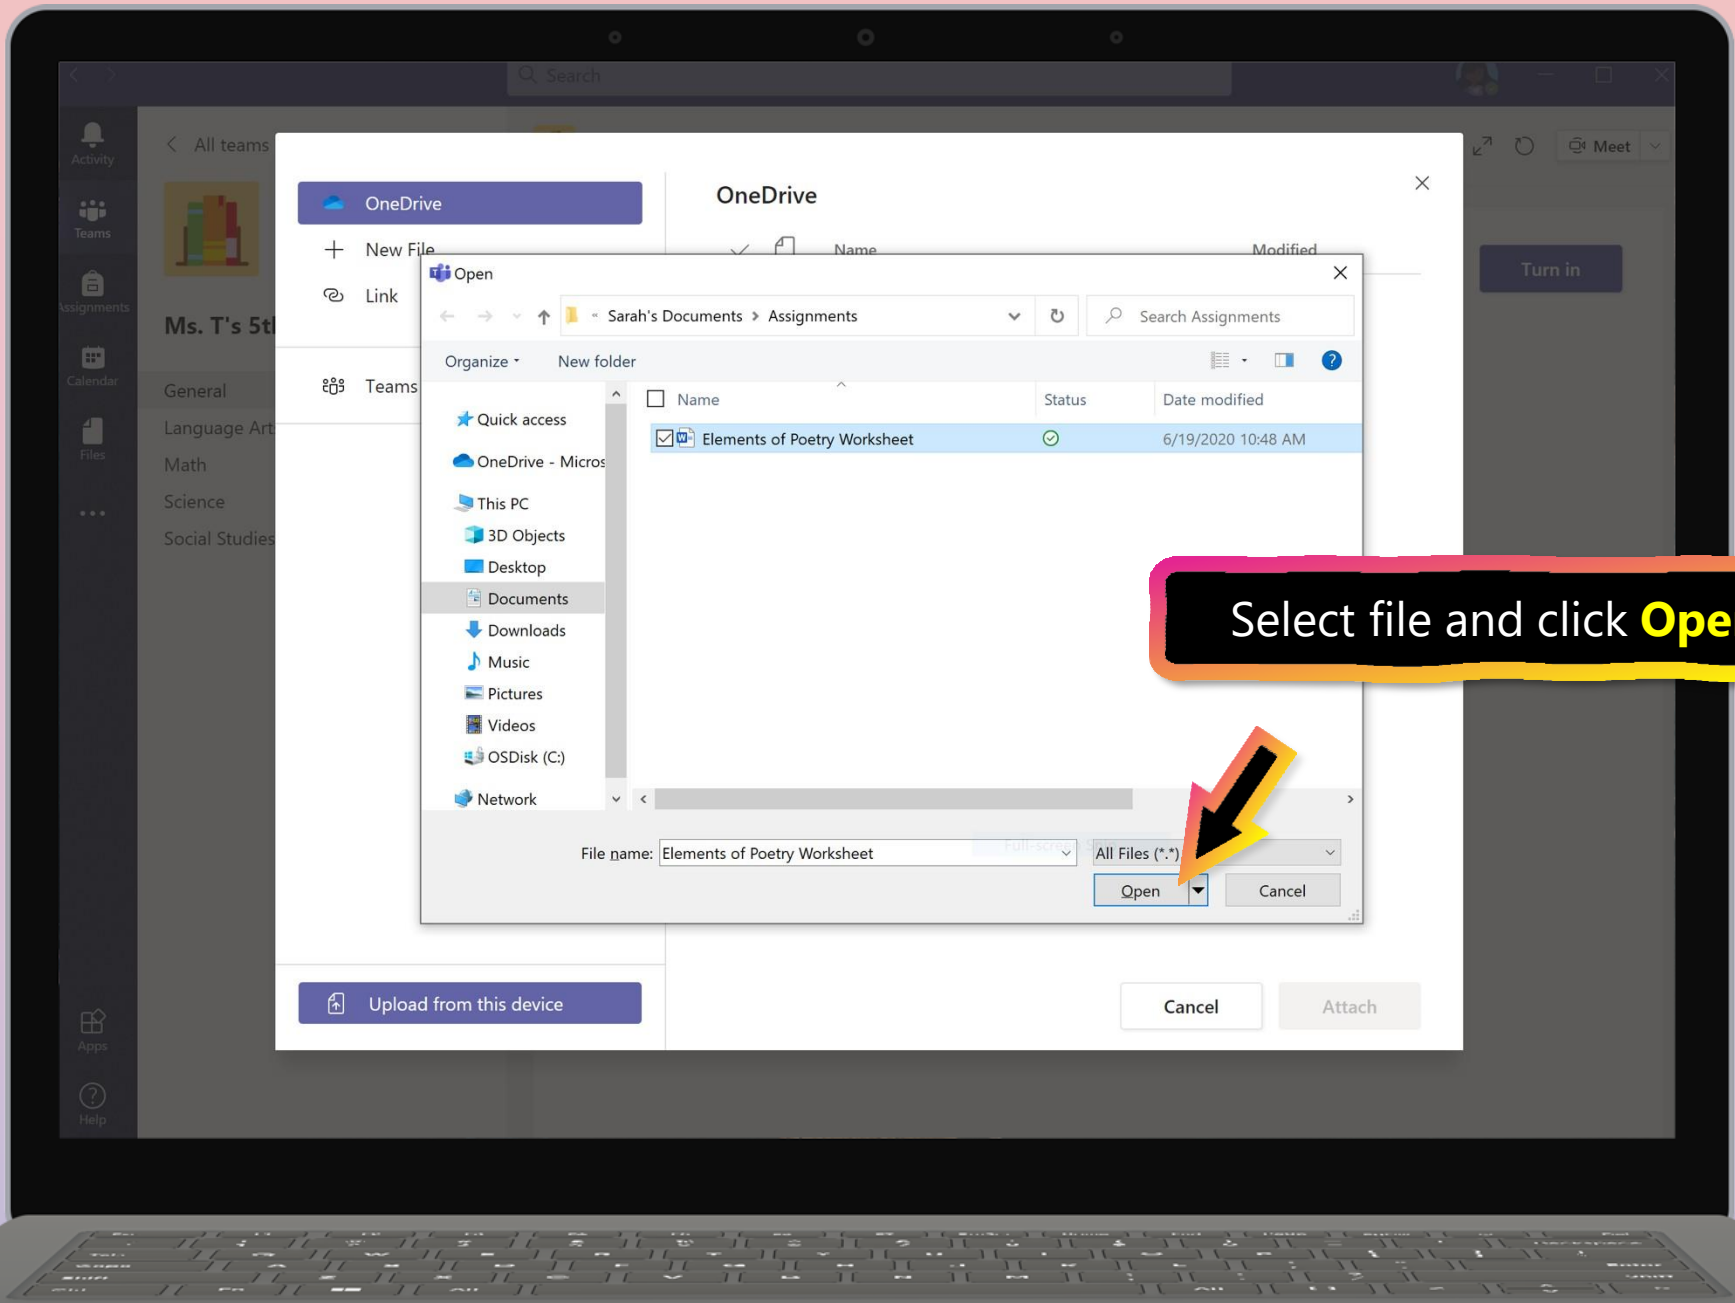 Search
Activity
All teams
Meet
OneDrive
OneDrive
Teams
New File
Name
Modified
Turn in
Open
Assignments
Link
Sarah's Documents > Assignments
Search Assignments
Ms. T's 5t
Organize
New folder
Calendar
General
Teams
Name
Status
Date modified
Language Art
Quick access
Elements of Poetry Worksheet
6/19/2020 10:48 AM
Files
Math
OneDrive - Micros
Science
This PC
Social Studies
3D Objects
Desktop
Documents
Select file and click Ope
Downloads
Music
Pictures
Videos
OSDisk (C:)
Network
File name: Elements of Poetry Worksheet
Full-screen
All Files (*.*)
Open
Cancel
Upload from this device
Cancel
Attach
Apps
Help